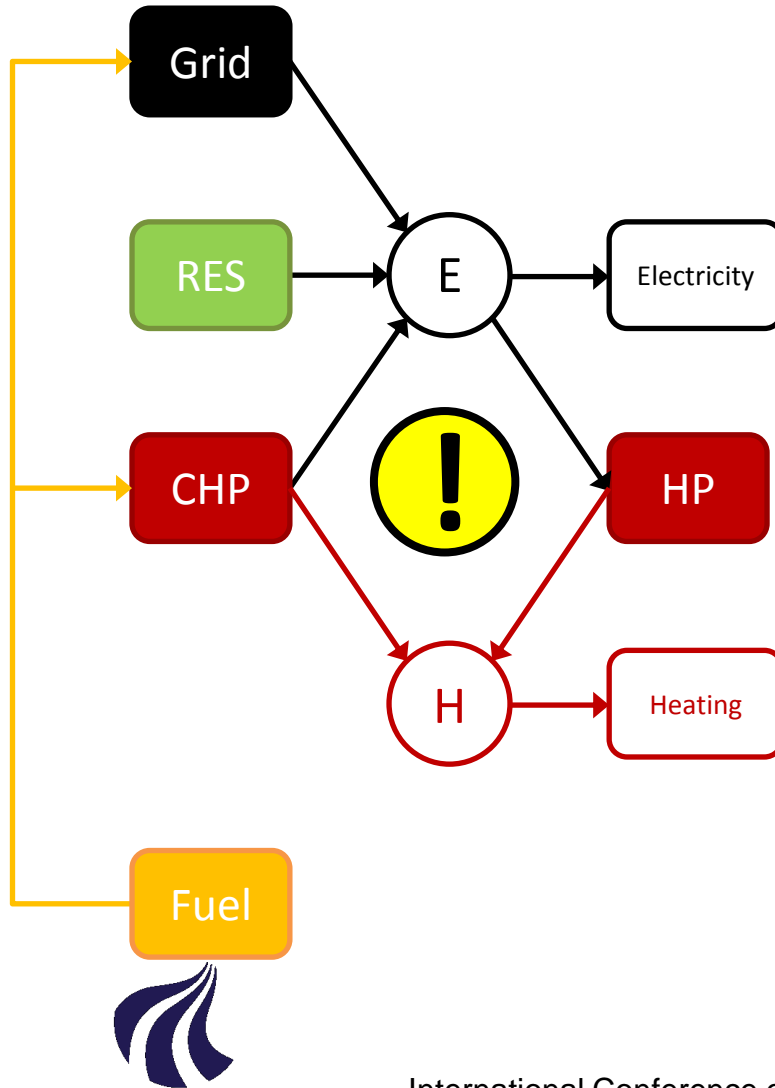 Grid
RES
E
Electricity
CHP
!
HP
H
Heating
Fuel
International Conference